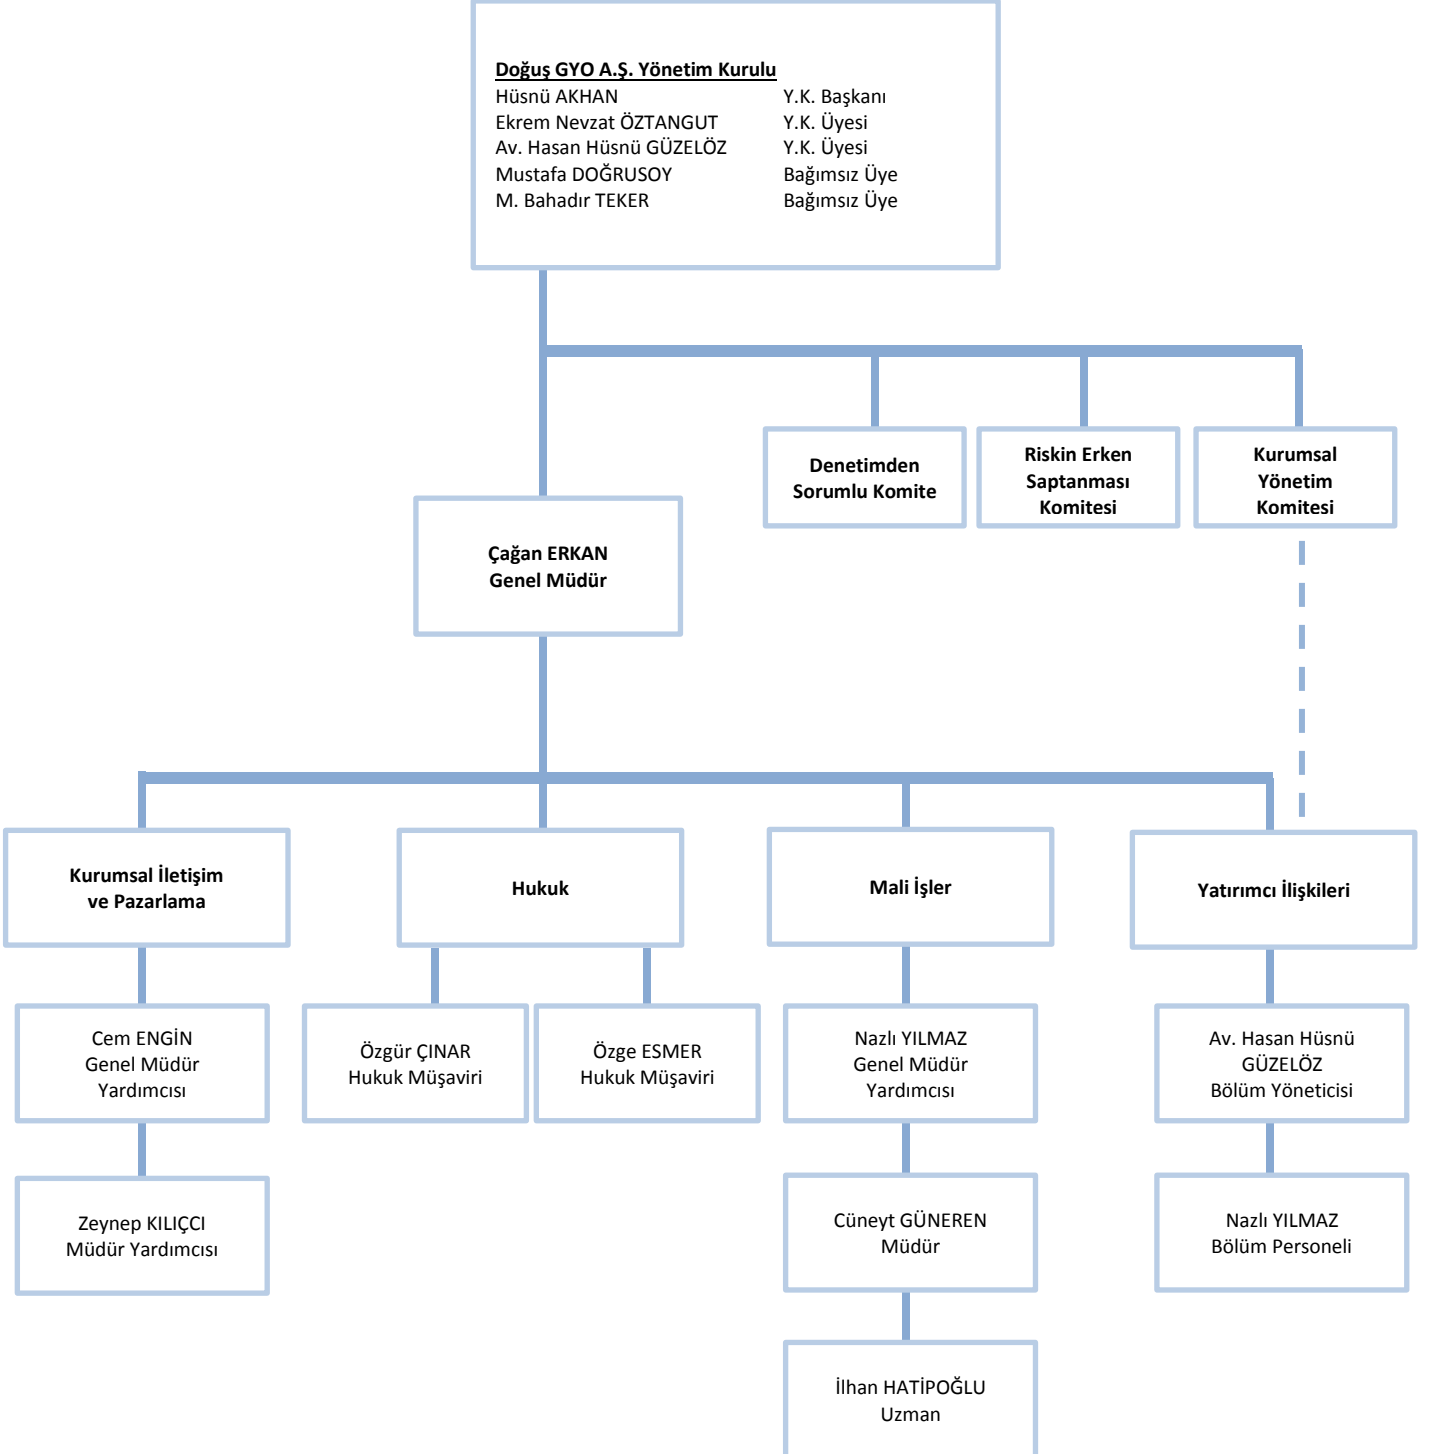 Doğuş GYO A.Ş. Yönetim Kurulu
Hüsnü AKHAN Y.K. Başkanı
Ekrem Nevzat ÖZTANGUT Y.K. Üyesi
Av. Hasan Hüsnü GÜZELÖZ Y.K. Üyesi
Mustafa DOĞRUSOY Bağımsız Üye
M. Bahadır TEKER Bağımsız Üye
Denetimden
Sorumlu Komite
Riskin Erken
Saptanması
Komitesi
Kurumsal
Yönetim
Komitesi
Çağan ERKAN
Genel Müdür
Kurumsal İletişim
ve Pazarlama
Hukuk
Mali İşler
Yatırımcı İlişkileri
Cem ENGİN
Genel Müdür
Yardımcısı
Özgür ÇINAR
Hukuk Müşaviri
Özge ESMER
Hukuk Müşaviri
Nazlı YILMAZ
Genel Müdür
Yardımcısı
Av. Hasan Hüsnü
GÜZELÖZ
Bölüm Yöneticisi
Zeynep KILIÇCI
Müdür Yardımcısı
Cüneyt GÜNEREN
Müdür
Nazlı YILMAZ
Bölüm Personeli
İlhan HATİPOĞLU
Uzman